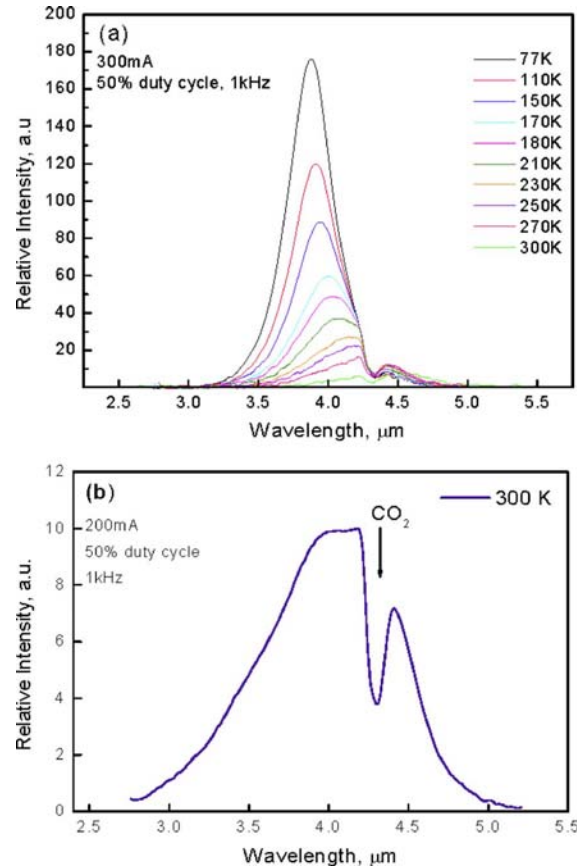 (a)
300mA
50% duty cycle, 1kHz
77K
110K
150K
170K
180K
210K
230K
250K
270K
300K
Relative Intensity, a.u
200
180
160
140
120
100
80
60
40
20
2.5 3.0 3.5 4.0 4.5 5.0 5.5
Wavelength, μm
(b)
200mA
50% duty cycle
1kHz
300 K
CO2
Relative Intensity, a.u.
12
10
8
6
4
2
0
2.5 3.0 3.5 4.0 4.5 5.0 5.5
Wavelength, μm